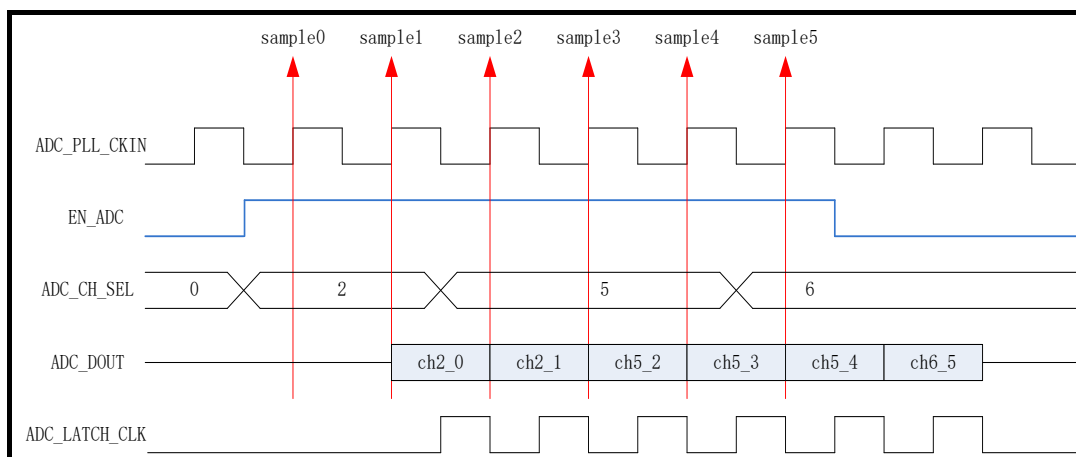 sample0 sample1 sample2 sample3 sample4 sample5
ADC_PLL_CKIN
EN_ADC
ADC_CH_SEL 0 2 5 6
ADC_DOUT ch2_0 ch2_1 ch5_2 ch5_3 ch5_4 ch6_5
ADC_LATCH_CLK